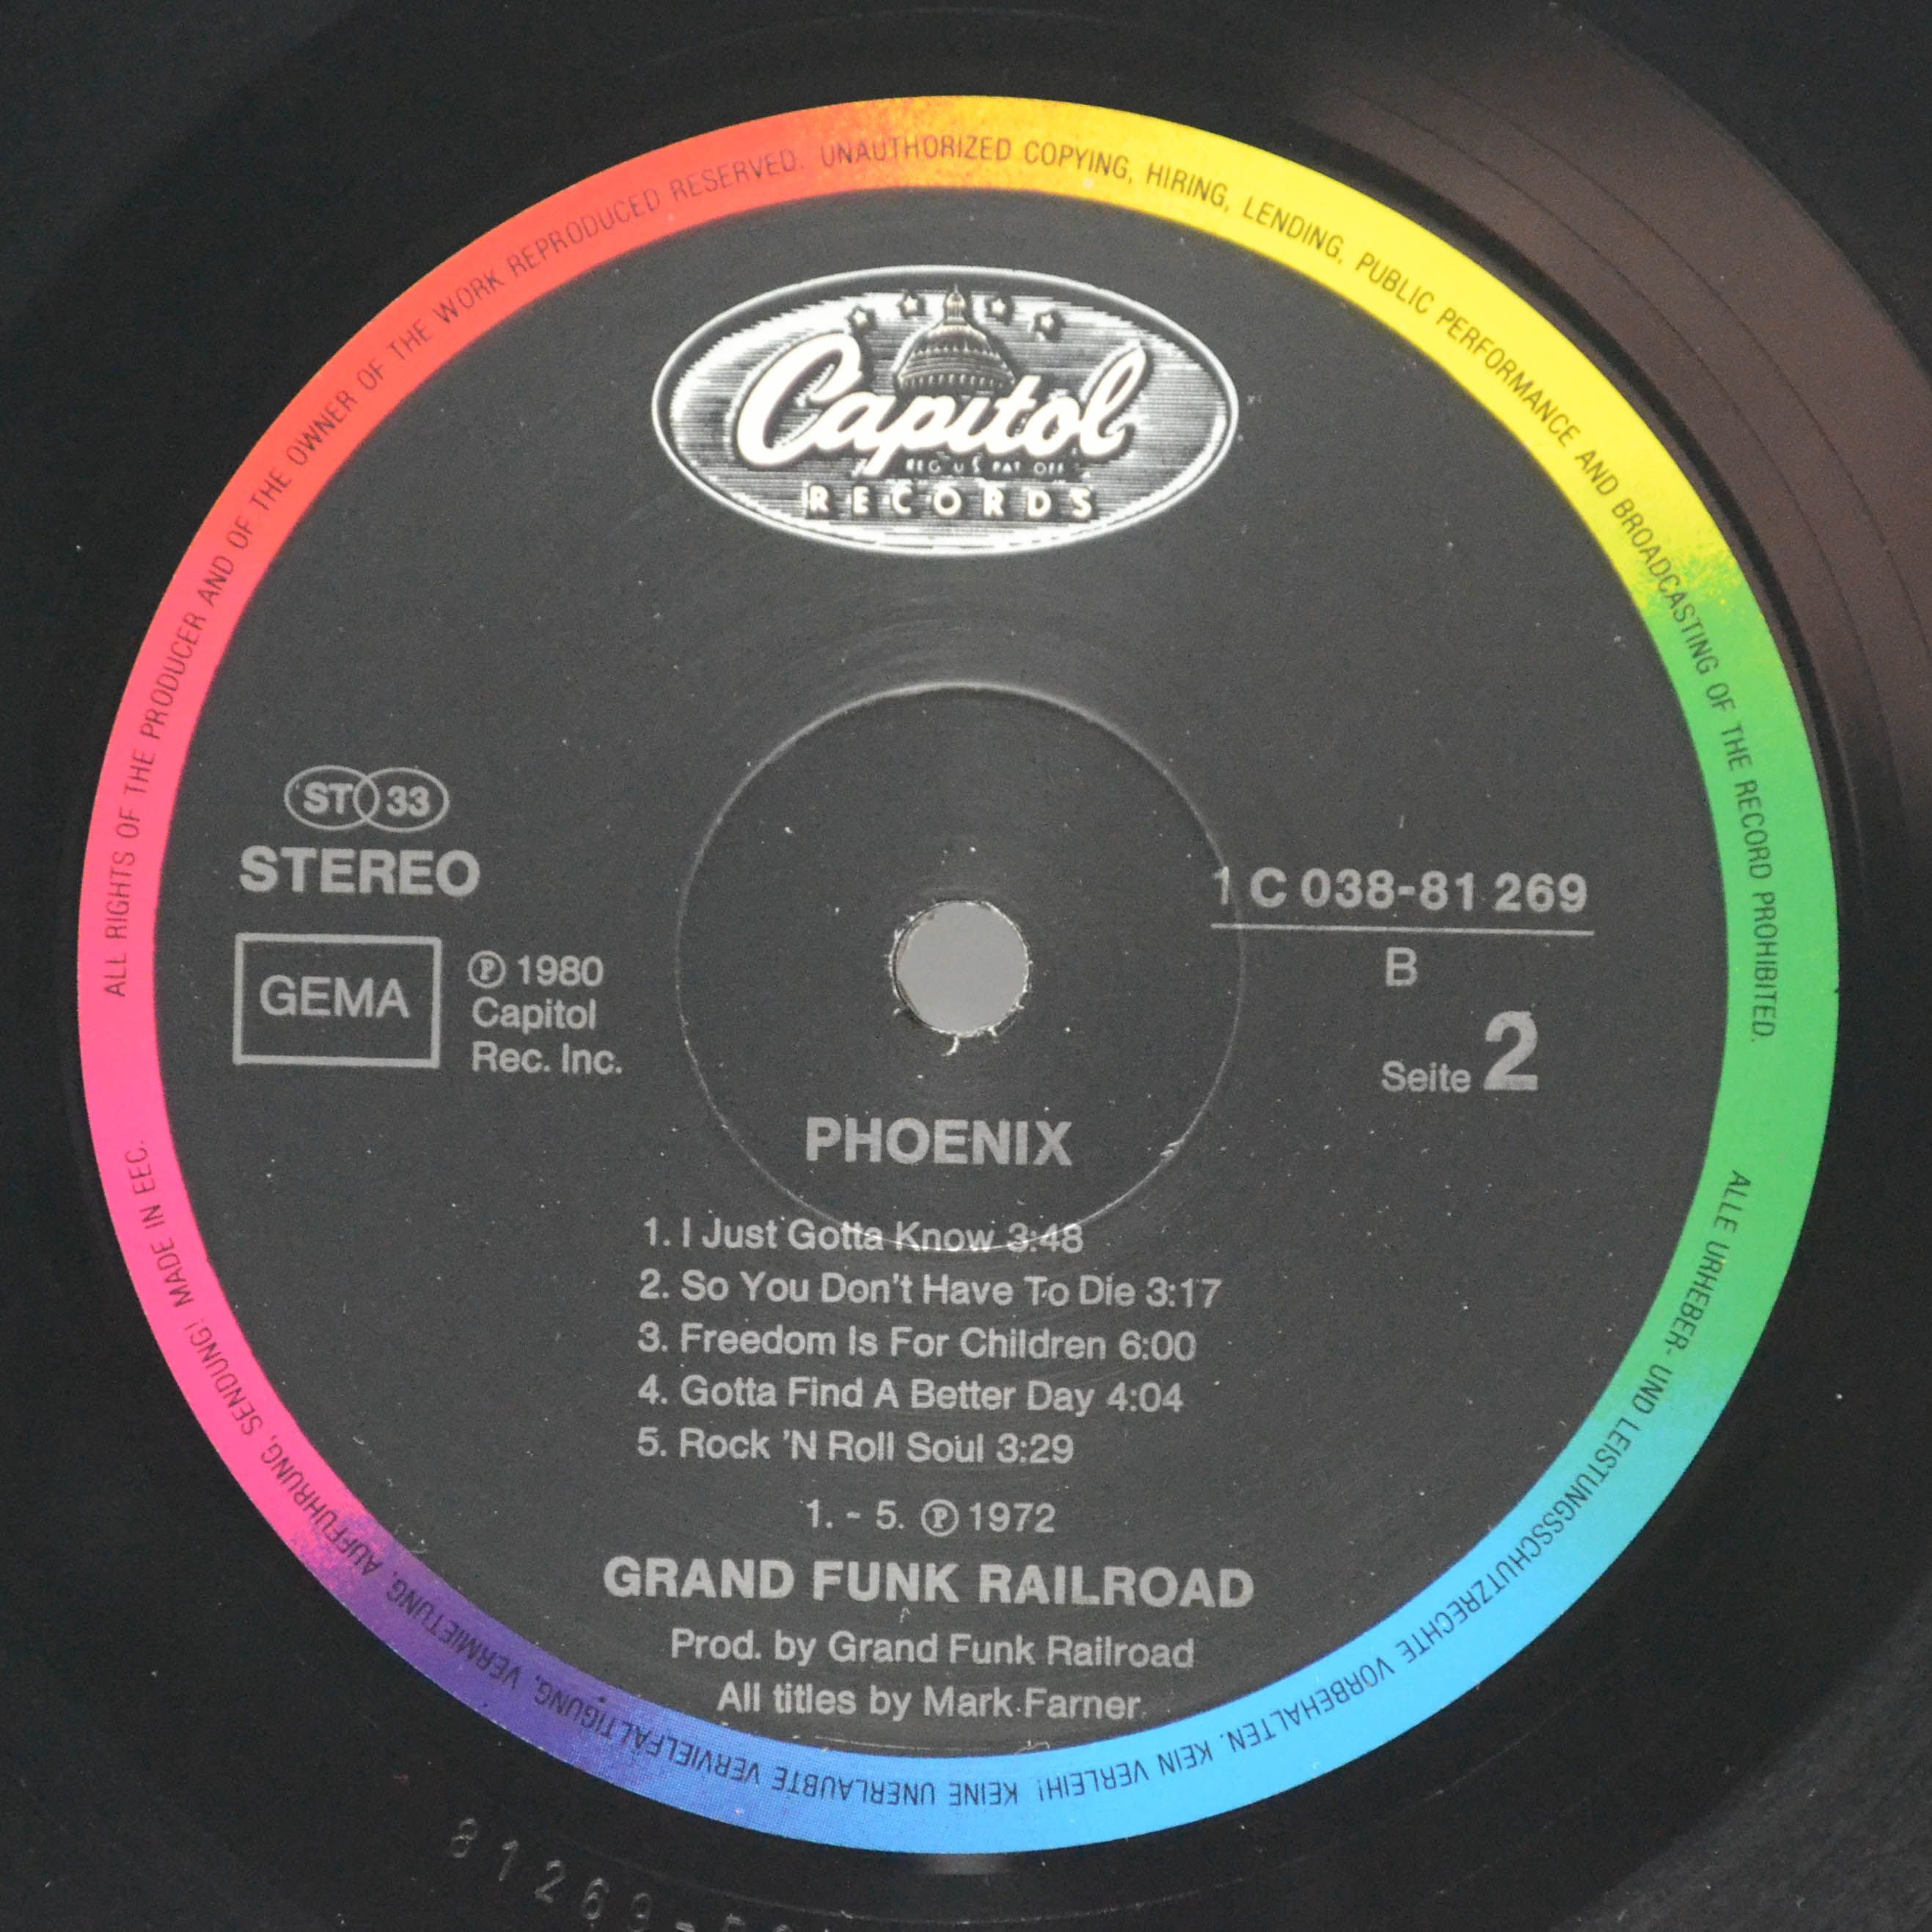 ALL RIGHTS OF THE PRODUCER AND OF THE OWNER OF THE WORK REPRODUCED RESERVED. UNAUTHORIZED COPYING, HIRING, LENDING, PUBLIC PERFORMANCE AND BROADCASTING OF THE RECORD PROHIBITED.
Capitol
REG US PAT OFF
RECORDS
ST 33
STEREO
GEMA
℗ 1980
Capitol
Rec. Inc.
1 C 038-81 269
B
Seite 2
PHOENIX
1. I Just Gotta Know 3:48
2. So You Don't Have To Die 3:17
3. Freedom Is For Children 6:00
4. Gotta Find A Better Day 4:04
5. Rock 'N Roll Soul 3:29
1. - 5. ℗ 1972
GRAND FUNK RAILROAD
Prod. by Grand Funk Railroad
All titles by Mark Farner
ALLE URHEBER- UND LEISTUNGSSCHUTZRECHTE VORBEHALTEN. KEIN VERLEIH! KEINE UNERLAUBTE VERVIELFÄLTIGUNG, VERMIETUNG, AUFFÜHRUNG, SENDUNG! MADE IN EEC.
81269-